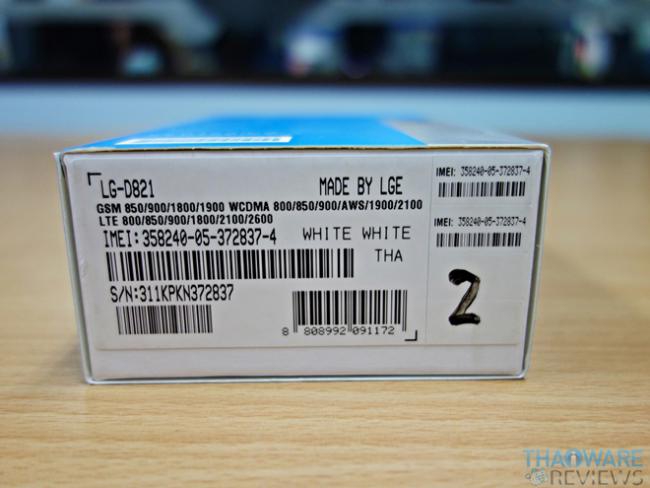 LG-D821 MADE BY LGE
GSM 850/900/1800/1900 WCDMA 800/850/900/AWS/1900/2100
LTE 800/850/900/1800/2100/2600
IMEI:358240-05-372837-4 WHITE WHITE
THA
S/N:311KPKN372837
8 808992 091172
IMEI: 358240-05-372837-4
IMEI: 358240-05-372837-4
2
THAIWARE
REVIEWS